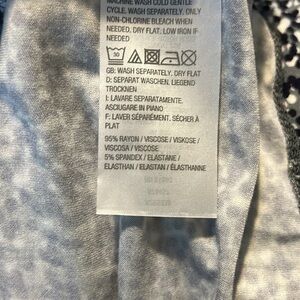 MACHINE WASH COLD GENTLE
CYCLE. WASH SEPARATELY. ONLY
NON-CHLORINE BLEACH WHEN
NEEDED, DRY FLAT. LOW IRON IF
NEEDED
GB: WASH SEPARATELY. DRY FLAT
D: SEPARAT WASCHEN. LIEGEND
TROCKNEN
I: LAVARE SEPARATAMENTE.
ASCIUGARE IN PIANO
F: LAVER SÉPARÉMENT. SÉCHER À
PLAT
95% RAYON / VISCOSE / VISKOSE /
VISCOSA / VISCOSE
5% SPANDEX / ELASTANE /
ELASTHAN / ELASTAN / ÉLASTHANNE